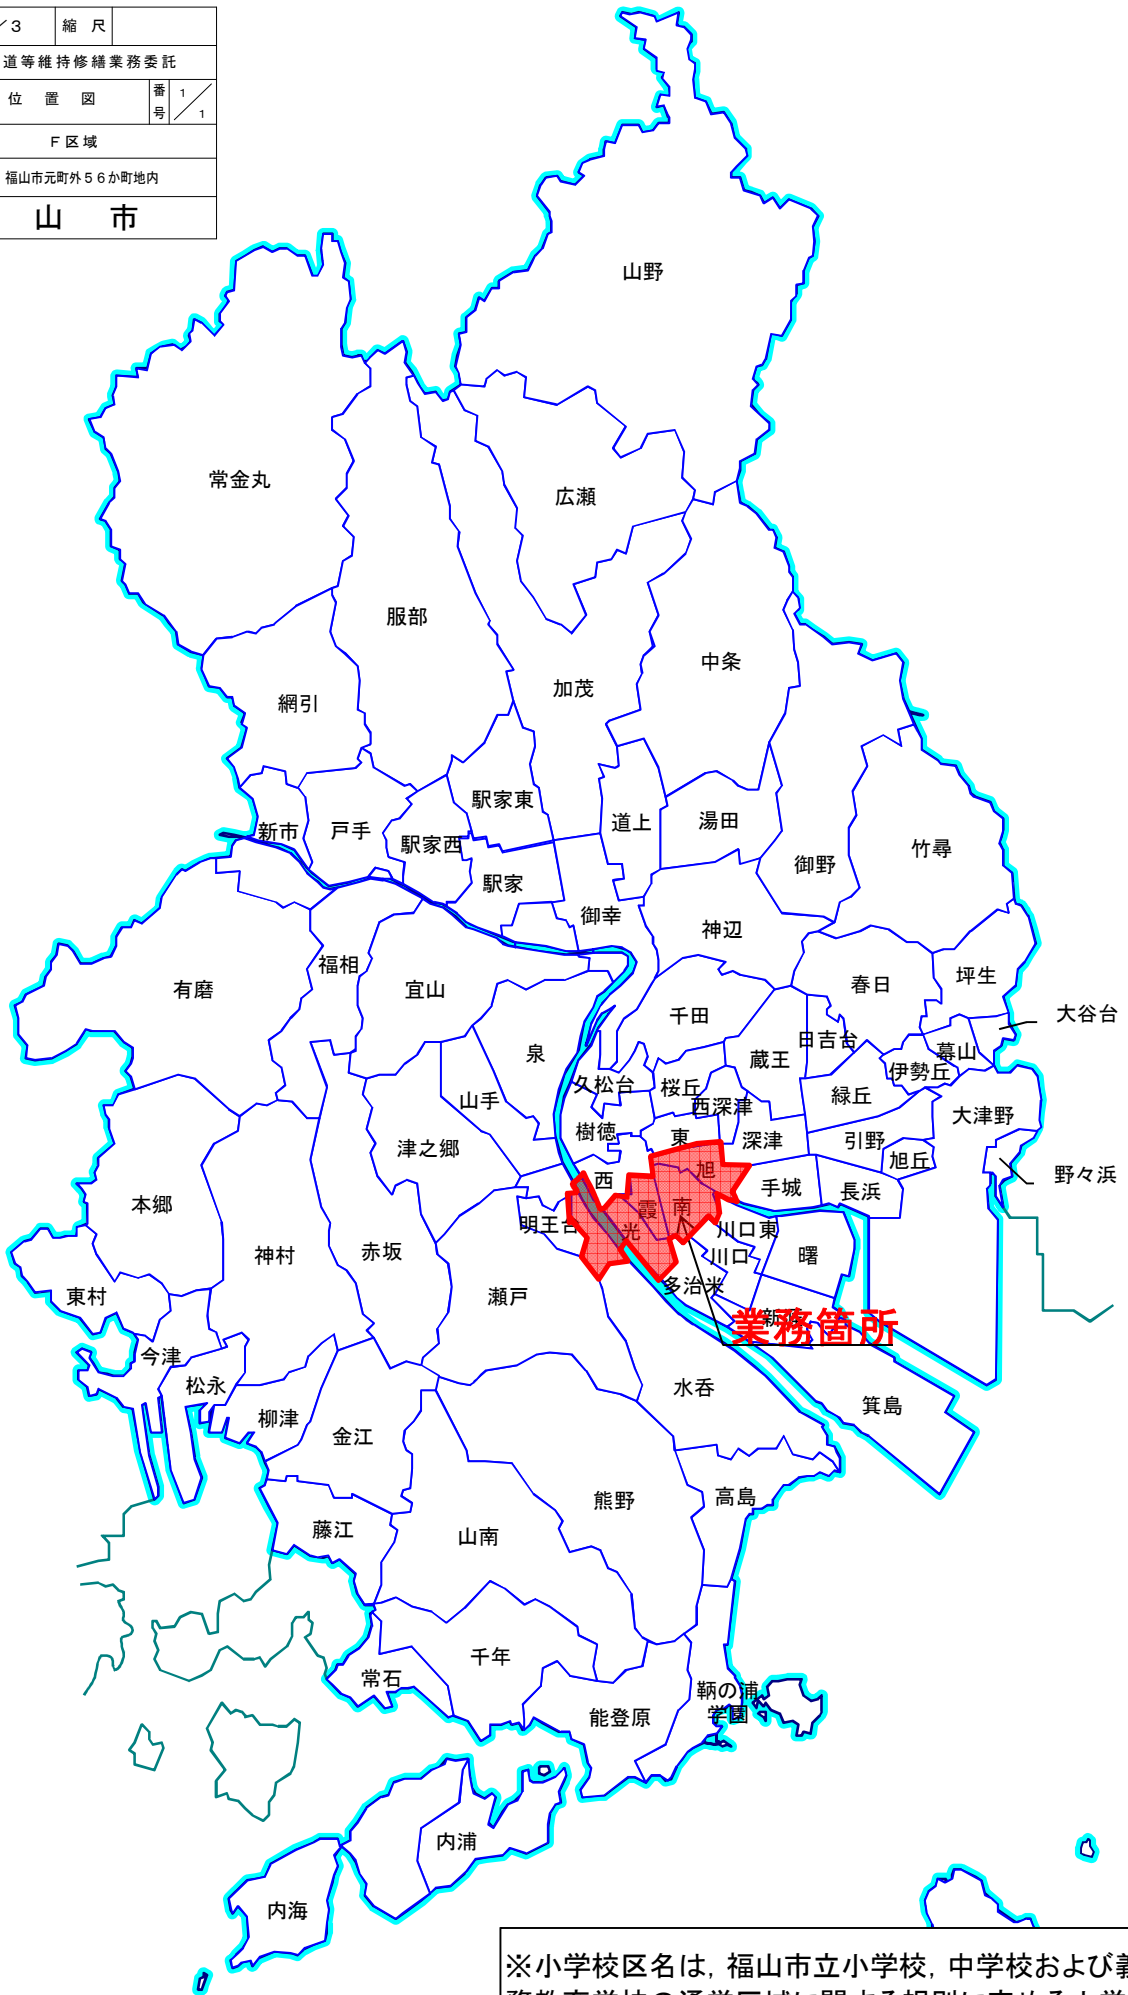 ／３ 縮 尺
道等維持修繕業務委託
位 置 図 番号 1／1
Ｆ区域
福山市元町外５６か町地内
山 市
山野
常金丸
広瀬
服部
中条
加茂
網引
駅家東
道上
湯田
新市
戸手
駅家西
竹尋
御野
駅家
御幸
神辺
福相
有磨
宜山
春日
坪生
千田
大谷台
日吉台
泉
蔵王
幕山
伊勢丘
久松台
桜丘
山手
緑丘
西深津
大津野
樹徳
東
深津
引野
津之郷
旭丘
旭
野々浜
西
手城
長浜
本郷
霞
南
明王台
光
川口東
神村
赤坂
川口
曙
多治米
瀬戸
東村
新涯
業務箇所
今津
松永
水呑
箕島
柳津
金江
高島
熊野
藤江
山南
千年
常石
鞆の浦
学園
能登原
内浦
内海
※小学校区名は，福山市立小学校，中学校および義